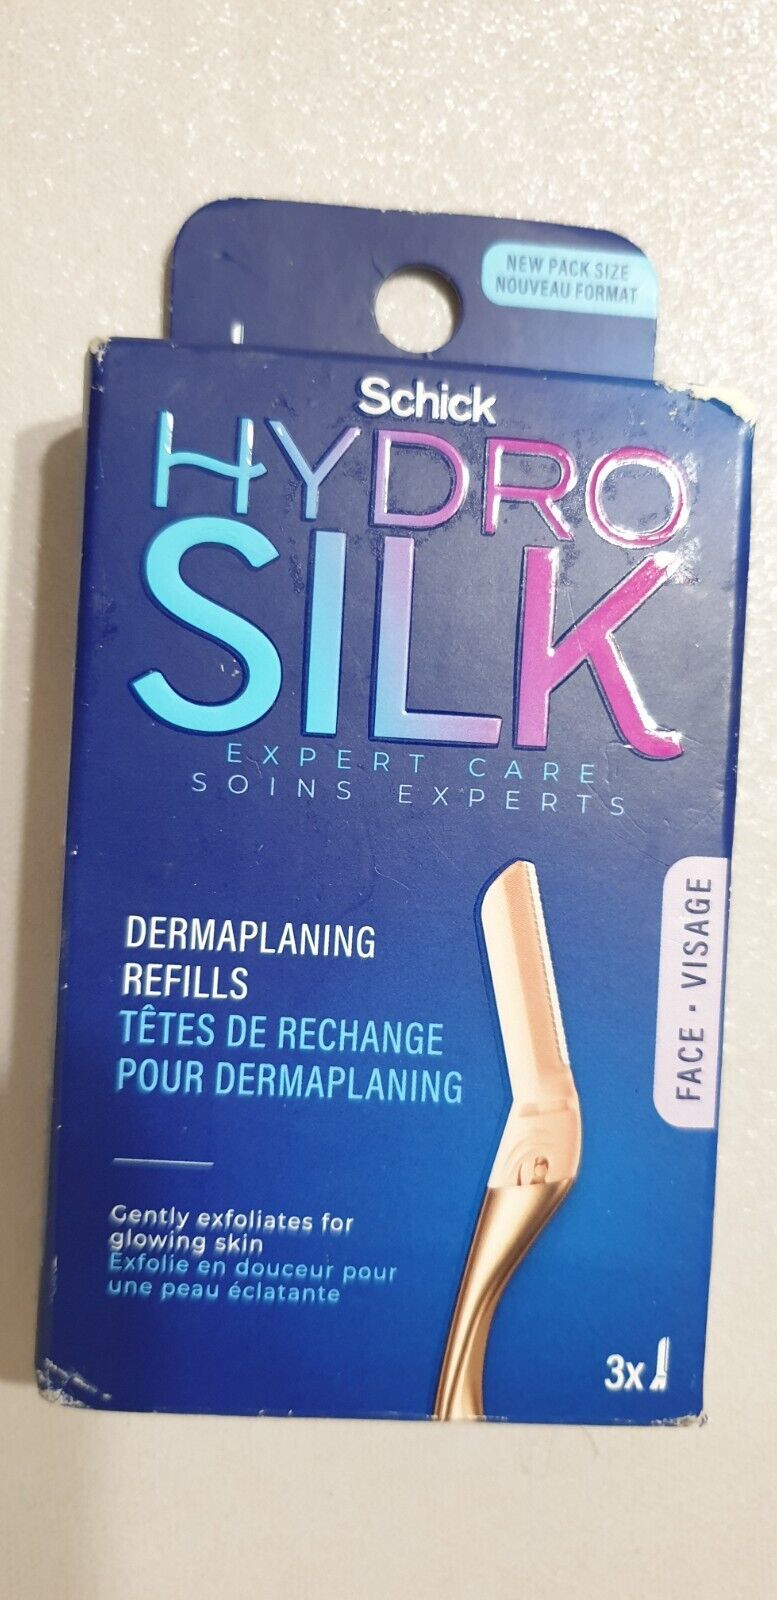 NEW PACK SIZE
NOUVEAU FORMAT
Schick
HYDRO
SILK
EXPERT CARE
SOINS EXPERTS
DERMAPLANING
REFILLS
TÊTES DE RECHANGE
POUR DERMAPLANING
FACE • VISAGE
Gently exfoliates for
glowing skin
Exfolie en douceur pour
une peau éclatante
3x